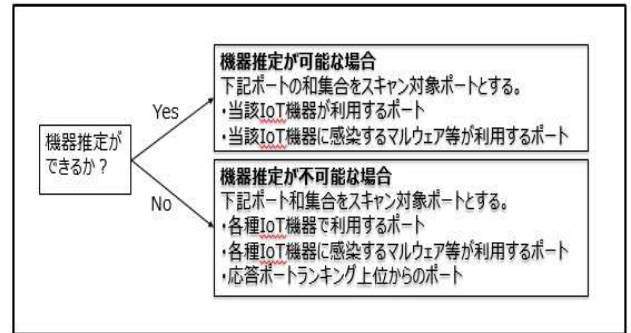 機器推定が
できるか？
Yes
No
機器推定が可能な場合
下記ポートの和集合をスキャン対象ポートとする。
・当該IoT機器が利用するポート
・当該IoT機器に感染するマルウェア等が利用するポート
機器推定が不可能な場合
下記ポート和集合をスキャン対象ポートとする。
・各種IoT機器で利用するポート
・各種IoT機器に感染するマルウェア等が利用するポート
・応答ポートランキング上位からのポート